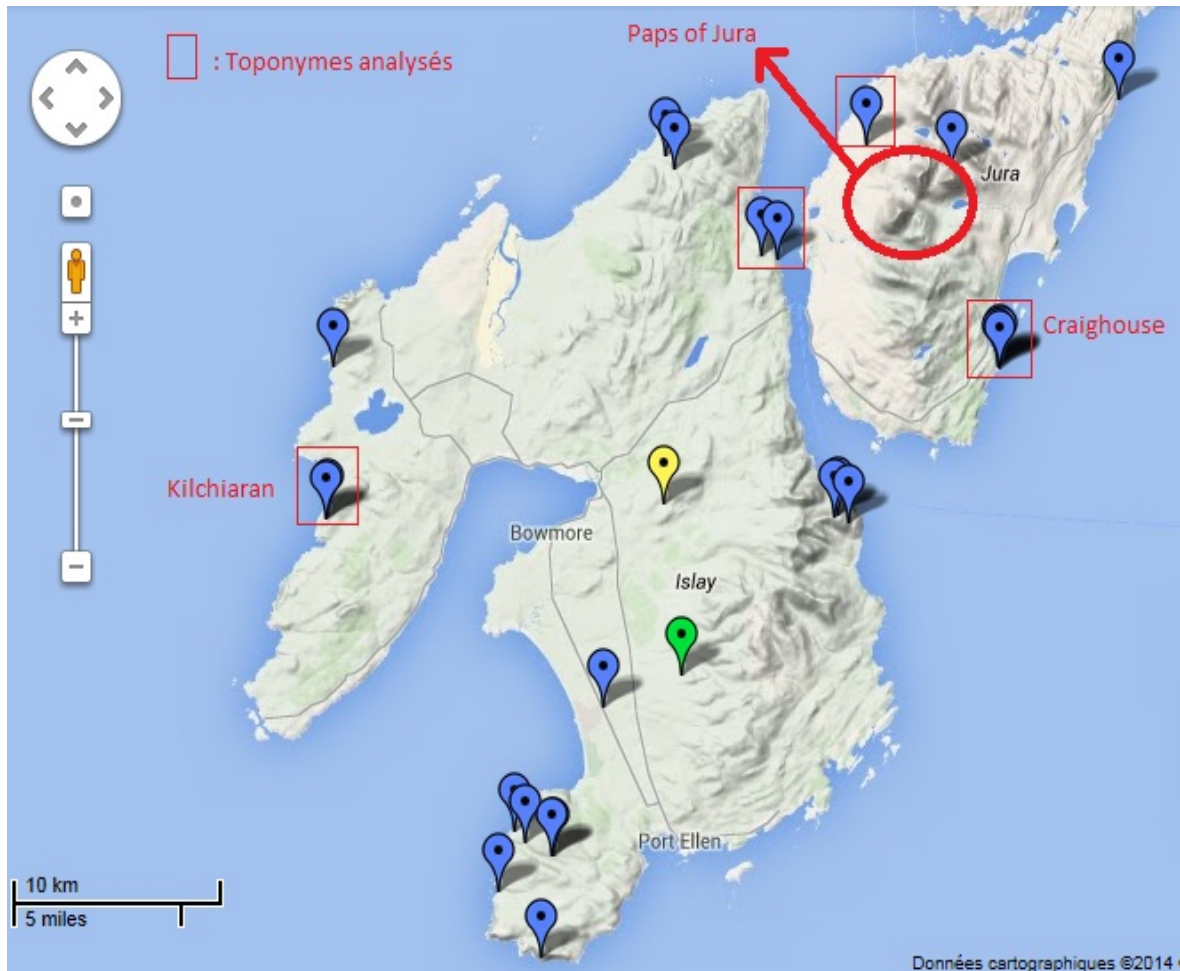 Paps of Jura
: Toponymes analysés
Jura
Craighouse
Kilchiaran
Bowmore
Islay
Port Ellen
10 km
5 miles
Données cartographiques ©2014